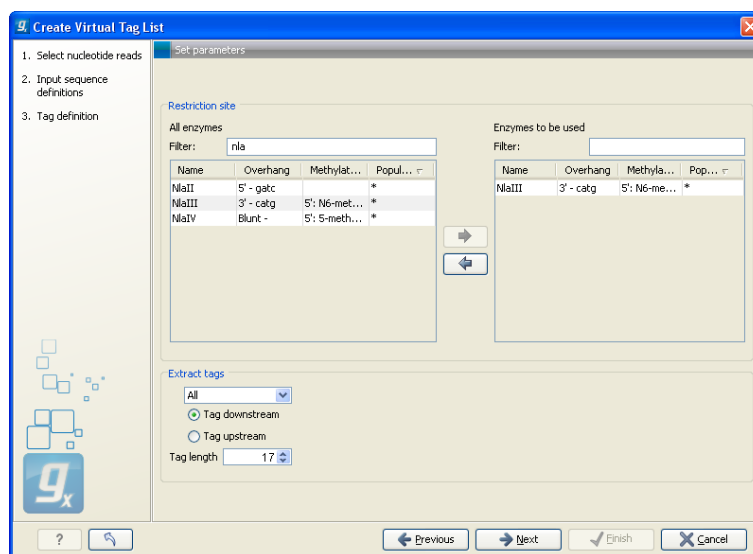 Create Virtual Tag List
1. Select nucleotide reads
2. Input sequence
definitions
3. Tag definition
Set parameters
Restriction site
All enzymes
Filter: nla
Name Overhang Methylat... Popul...
NlaII 5' - gatc *
NlaIII 3' - catg 5': N6-met... *
NlaIV Blunt - 5': 5-meth... *
Enzymes to be used
Filter:
Name Overhang Methyla... Pop...
NlaIII 3' - catg 5': N6-me... *
Extract tags
All
Tag downstream
Tag upstream
Tag length 17
gx
? Previous Next Finish Cancel